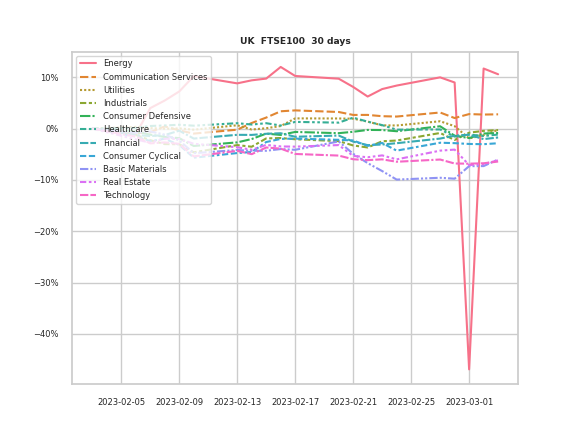 UK  FTSE100  30 days
Energy
Communication Services
Utilities
Industrials
Consumer Defensive
Healthcare
Financial
Consumer Cyclical
Basic Materials
Real Estate
Technology
10%
0%
−10%
−20%
−30%
−40%
2023-02-05 2023-02-09 2023-02-13 2023-02-17 2023-02-21 2023-02-25 2023-03-01